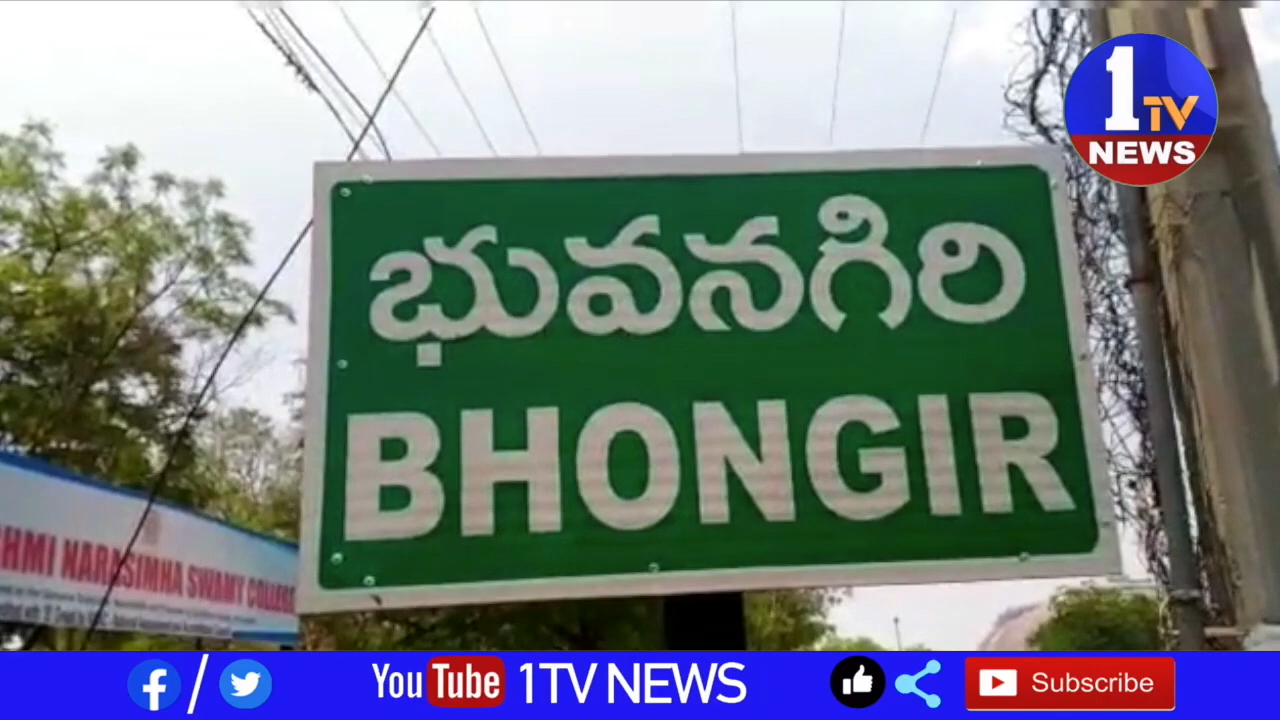 1TV
NEWS
భువనగిరి
BHONGIR
HMI NARASIMHA SWAMY COLLEGE
YouTube 1TV NEWS
Subscribe